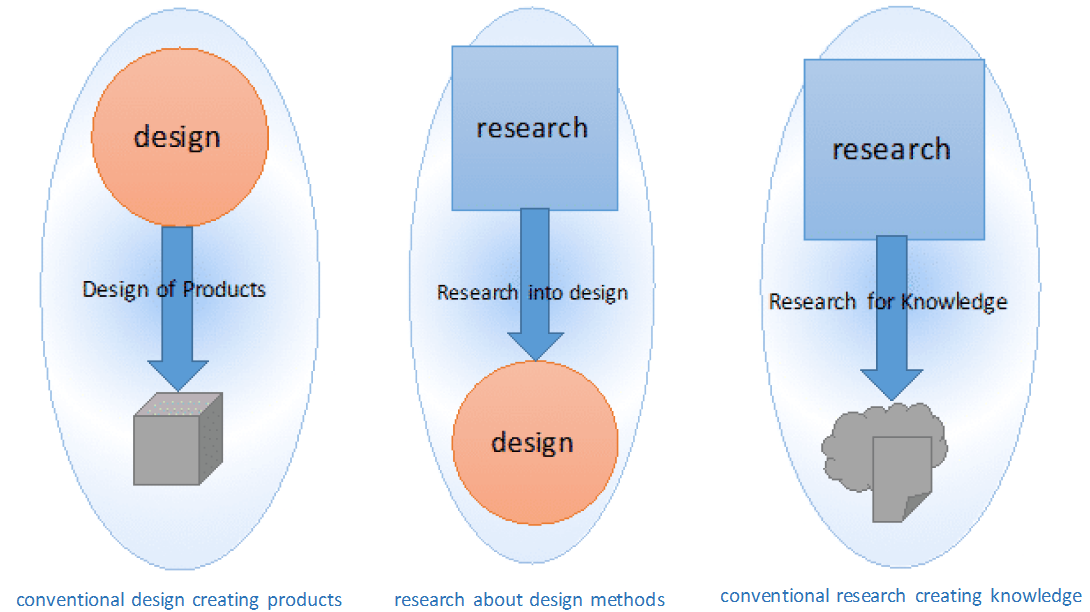 design
Design of Products
conventional design creating products
research
Research into design
design
research about design methods
research
Research for Knowledge
conventional research creating knowledge